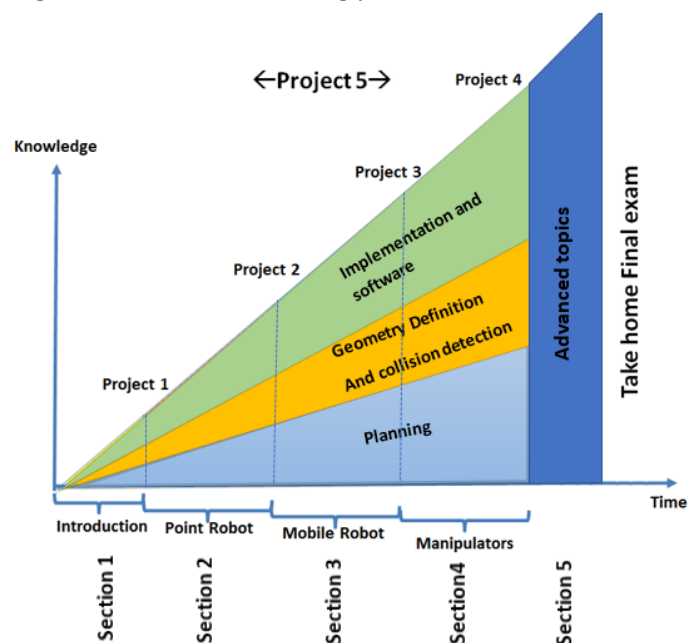 ←Project 5→
Project 4
Knowledge
Project 3
Project 2
Project 1
Implementation and
software
Geometry Definition
And collision detection
Planning
Advanced topics
Take home Final exam
Time
Introduction
Point Robot
Mobile Robot
Manipulators
Section 1
Section 2
Section 3
Section4
Section 5